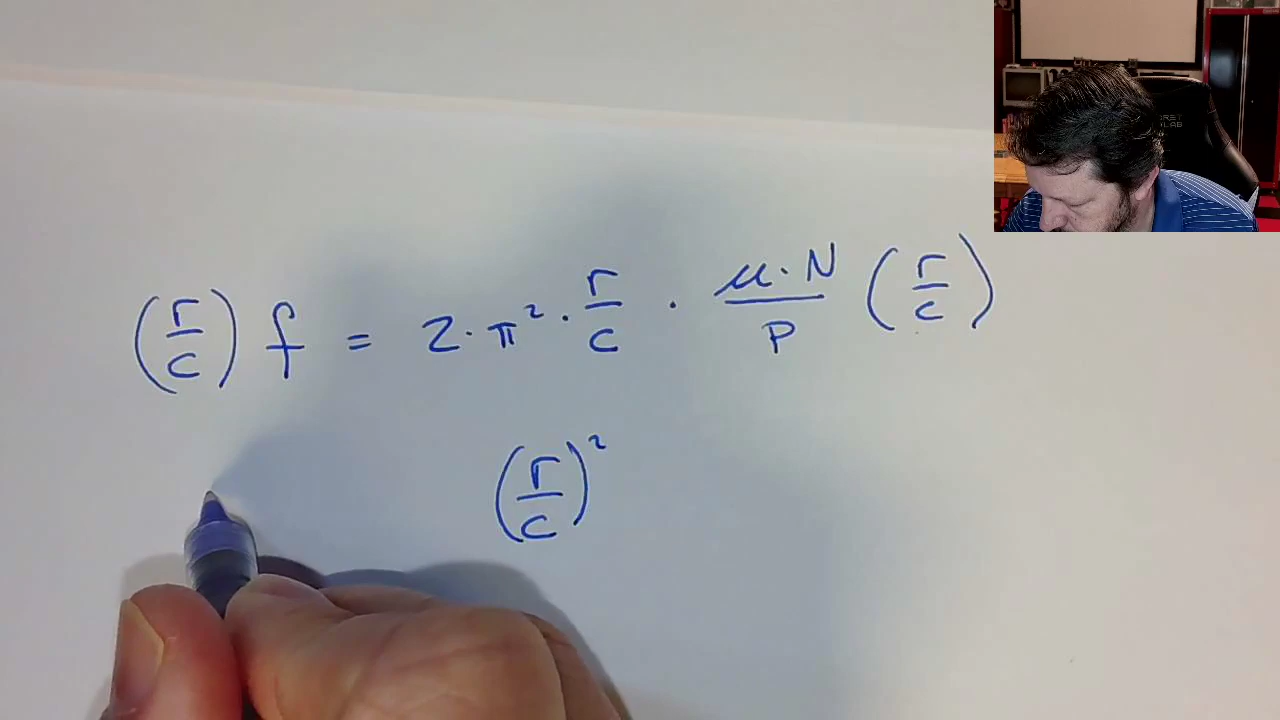 (r/c) f = 2 · π² · r/c · μ · N/P (r/c)
(r/c)²